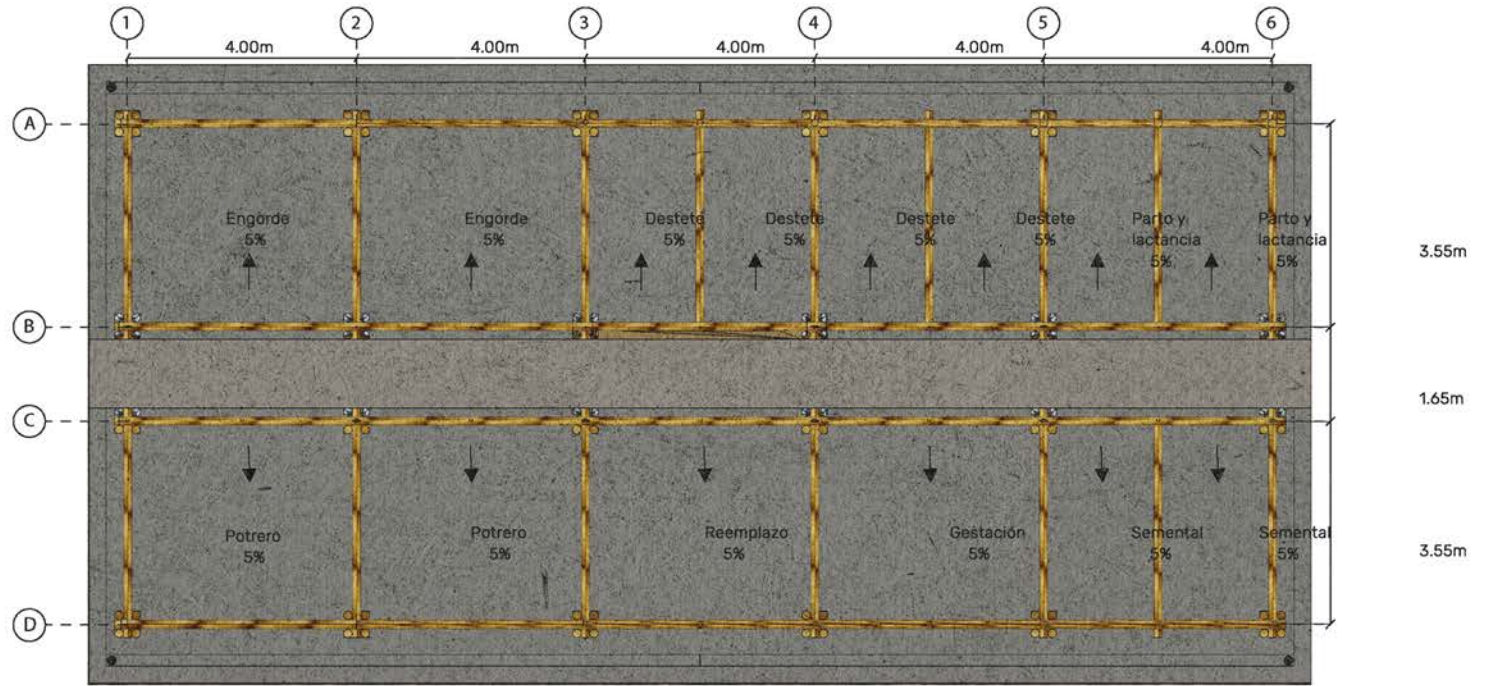 1 2 3 4 5 6
4.00m 4.00m 4.00m 4.00m 4.00m
A
Engorde Engorde Destete Destete Destete Destete Parto y Parto y
5% 5% 5% 5% 5% 5% lactancia lactancia
5% 5%
3.55m
B
1.65m
C
Potrero Potrero Reemplazo Gestación Semental Semental
5% 5% 5% 5% 5% 5%
3.55m
D